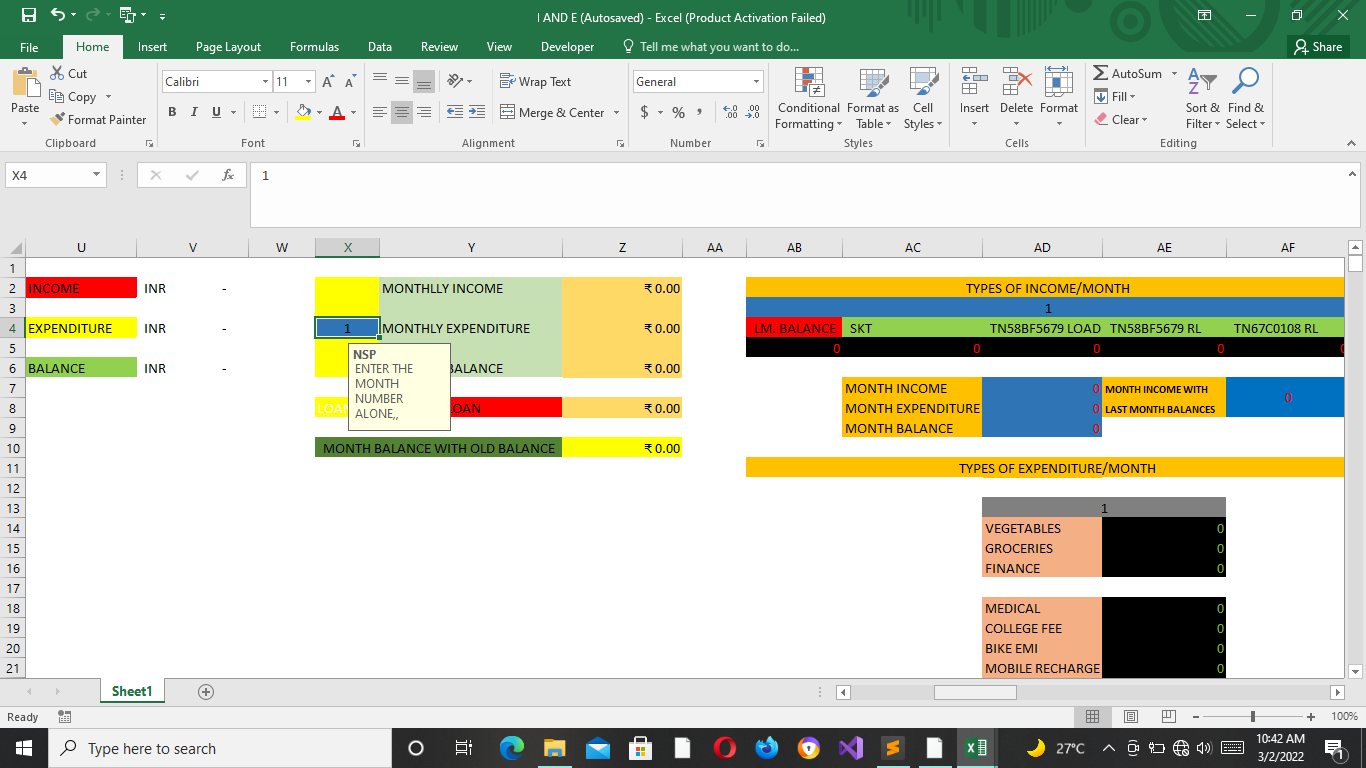 I AND E (Autosaved) - Excel (Product Activation Failed)
File Home Insert Page Layout Formulas Data Review View Developer Tell me what you want to do... Share
Paste Cut Copy Format Painter
Calibri 11
B I U
Wrap Text
Merge & Center
General
$ %
Conditional Formatting Format as Table Cell Styles
Insert Delete Format
AutoSum Fill Clear
Sort & Filter Find & Select
Clipboard Font Alignment Number Styles Cells Editing
X4 fx 1
U V W X Y Z AA AB AC AD AE AF
1
2 INCOME INR - MONTHLLY INCOME ₹ 0.00 TYPES OF INCOME/MONTH
3 1
4 EXPENDITURE INR - 1 MONTHLY EXPENDITURE ₹ 0.00 LM. BALANCE SKT TN58BF5679 LOAD TN58BF5679 RL TN67C0108 RL
5 0 0 0 0
6 BALANCE INR - BALANCE ₹ 0.00
NSP
ENTER THE
MONTH
NUMBER
ALONE,,
7 MONTH INCOME 0 MONTH INCOME WITH
8 LOAN ₹ 0.00 MONTH EXPENDITURE 0 LAST MONTH BALANCES 0
9 MONTH BALANCE 0
10 MONTH BALANCE WITH OLD BALANCE ₹ 0.00
11 TYPES OF EXPENDITURE/MONTH
12
13 1
14 VEGETABLES 0
15 GROCERIES 0
16 FINANCE 0
17
18 MEDICAL 0
19 COLLEGE FEE 0
20 BIKE EMI 0
21 MOBILE RECHARGE 0
Sheet1
Ready 100%
Type here to search 27°C 10:42 AM
3/2/2022
1